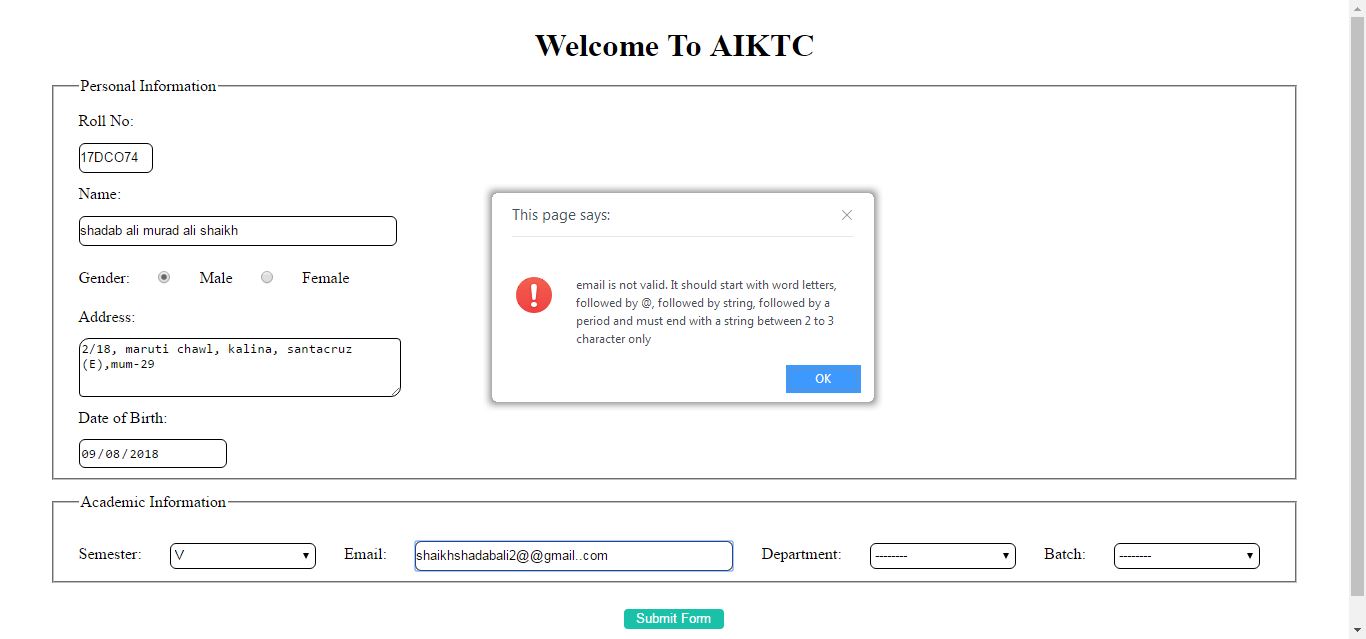 Welcome To AIKTC
Personal Information
Roll No:
17DCO74
Name:
shadab ali murad ali shaikh
Gender: Male Female
Address:
2/18, maruti chawl, kalina, santacruz
(E),mum-29
Date of Birth:
09/08/2018
This page says:
email is not valid. It should start with word letters,
followed by @, followed by string, followed by a
period and must end with a string between 2 to 3
character only
OK
Academic Information
Semester: V Email: shaikhshadabali2@@gmail..com Department: -------- Batch: --------
Submit Form